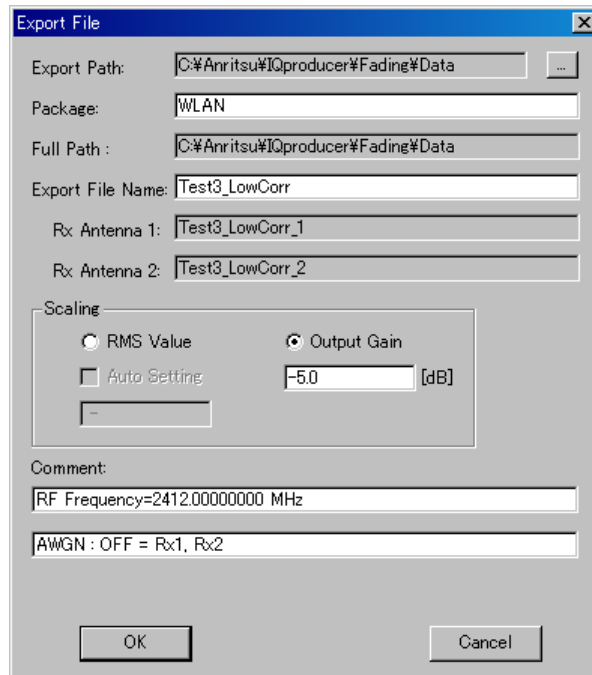 Export File
Export Path: C:¥Anritsu¥IQproducer¥Fading¥Data ...
Package: WLAN
Full Path : C:¥Anritsu¥IQproducer¥Fading¥Data
Export File Name: Test3_LowCorr
Rx Antenna 1: Test3_LowCorr_1
Rx Antenna 2: Test3_LowCorr_2
Scaling
RMS Value Output Gain
Auto Setting -5.0 [dB]
-
Comment:
RF Frequency=2412.00000000 MHz
AWGN : OFF = Rx1, Rx2
OK Cancel